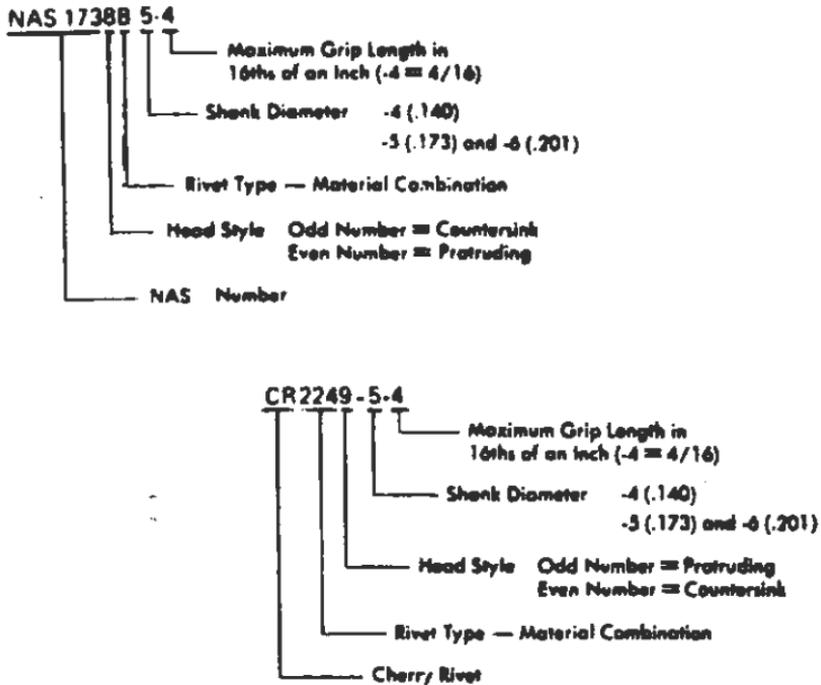 NAS 1738B 5-4
Maximum Grip Length in
16ths of an Inch (-4 = 4/16)
Shank Diameter -4 (.140)
-5 (.173) and -6 (.201)
Rivet Type — Material Combination
Head Style Odd Number = Countersink
Even Number = Protruding
NAS Number
CR2249-5-4
Maximum Grip Length in
16ths of an Inch (-4 = 4/16)
Shank Diameter -4 (.140)
-5 (.173) and -6 (.201)
Head Style Odd Number = Protruding
Even Number = Countersink
Rivet Type — Material Combination
Cherry Rivet